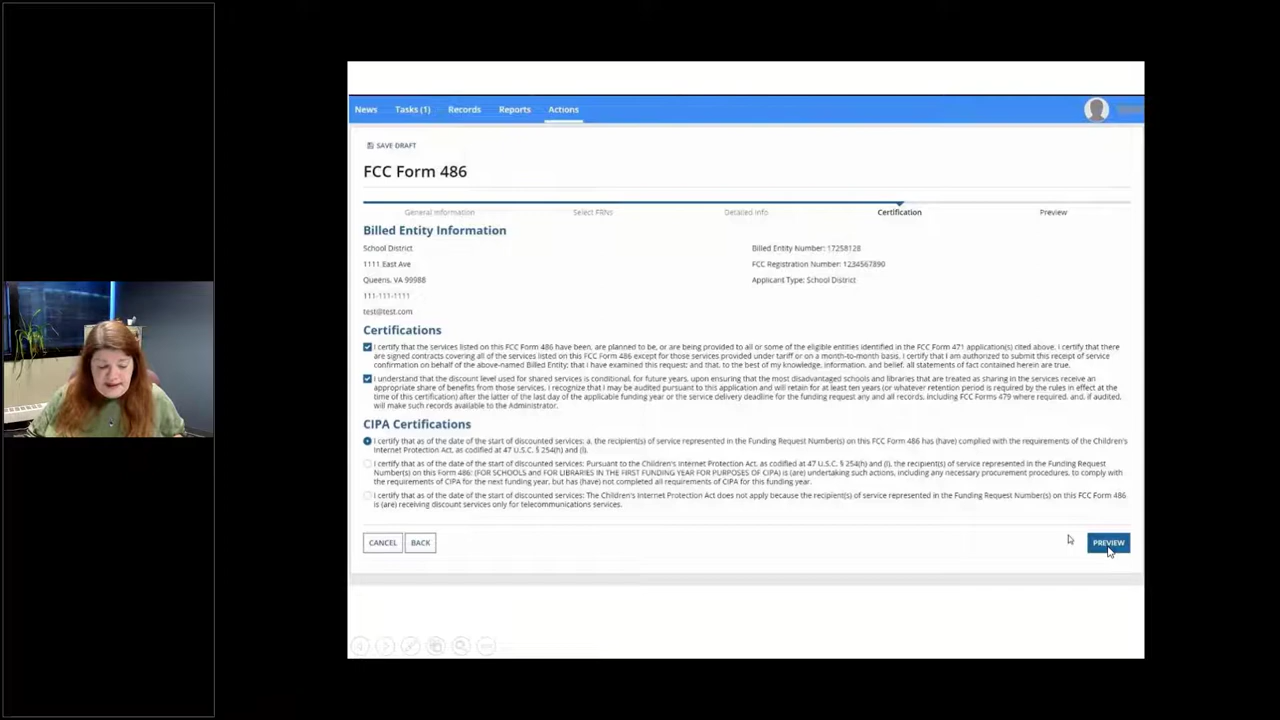 News Tasks (1) Records Reports Actions
SAVE DRAFT
FCC Form 486
General Information Select FRNs Detailed Info Certification Preview
Billed Entity Information
School District
1111 East Ave
Queens, VA 99988
111-111-1111
test@test.com
Billed Entity Number: 17258128
FCC Registration Number: 1234567890
Applicant Type: School District
Certifications
I certify that the services listed on this FCC Form 486 have been, are planned to be, or are being provided to all or some of the eligible entities identified in the FCC Form 471 application(s) cited above. I certify that there
are signed contracts covering all of the services listed on this FCC Form 486 except for those services provided under tariff or on a month-to-month basis. I certify that I am authorized to submit this receipt of service
confirmation on behalf of the above-named Billed Entity; that I have examined this request; and that, to the best of my knowledge, information, and belief, all statements of fact contained herein are true.
I understand that the discount level used for shared services is conditional, for future years, upon ensuring that the most disadvantaged schools and libraries that are treated as sharing in the services receive an
appropriate share of benefits from those services. I recognize that I may be audited pursuant to this application and will retain for at least ten years (or whatever retention period is required by the rules in effect at the
time of this certification) after the latter of the last day of the applicable funding year or the service delivery deadline for the funding request any and all records, including FCC Forms 479 where required, and, if audited,
will make such records available to the Administrator.
CIPA Certifications
I certify that as of the date of the start of discounted services: a. the recipient(s) of service represented in the Funding Request Number(s) on this FCC Form 486 has (have) complied with the requirements of the Children's
Internet Protection Act, as codified at 47 U.S.C. § 254(h) and (l).
I certify that as of the date of the start of discounted services: Pursuant to the Children's Internet Protection Act, as codified at 47 U.S.C. § 254(h) and (l), the recipient(s) of service represented in the Funding Request
Number(s) on this Form 486: (FOR SCHOOLS and FOR LIBRARIES IN THE FIRST FUNDING YEAR FOR PURPOSES OF CIPA) is (are) undertaking such actions, including any necessary procurement procedures, to comply with
the requirements of CIPA for the next funding year, but has (have) not completed all requirements of CIPA for this funding year.
I certify that as of the date of the start of discounted services: The Children's Internet Protection Act does not apply because the recipient(s) of service represented in the Funding Request Number(s) on this FCC Form 486
is (are) receiving discount services only for telecommunications services.
CANCEL BACK PREVIEW